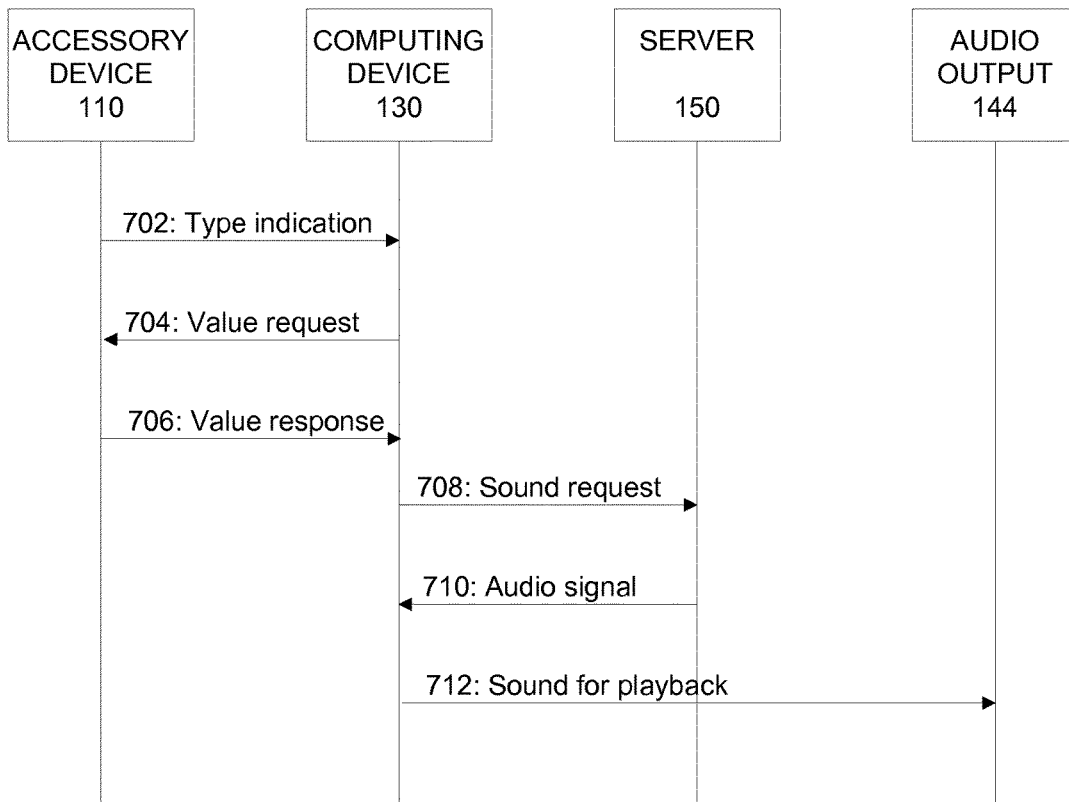 ACCESSORY
DEVICE
110
COMPUTING
DEVICE
130
SERVER
150
AUDIO
OUTPUT
144
702: Type indication
704: Value request
706: Value response
708: Sound request
710: Audio signal
712: Sound for playback